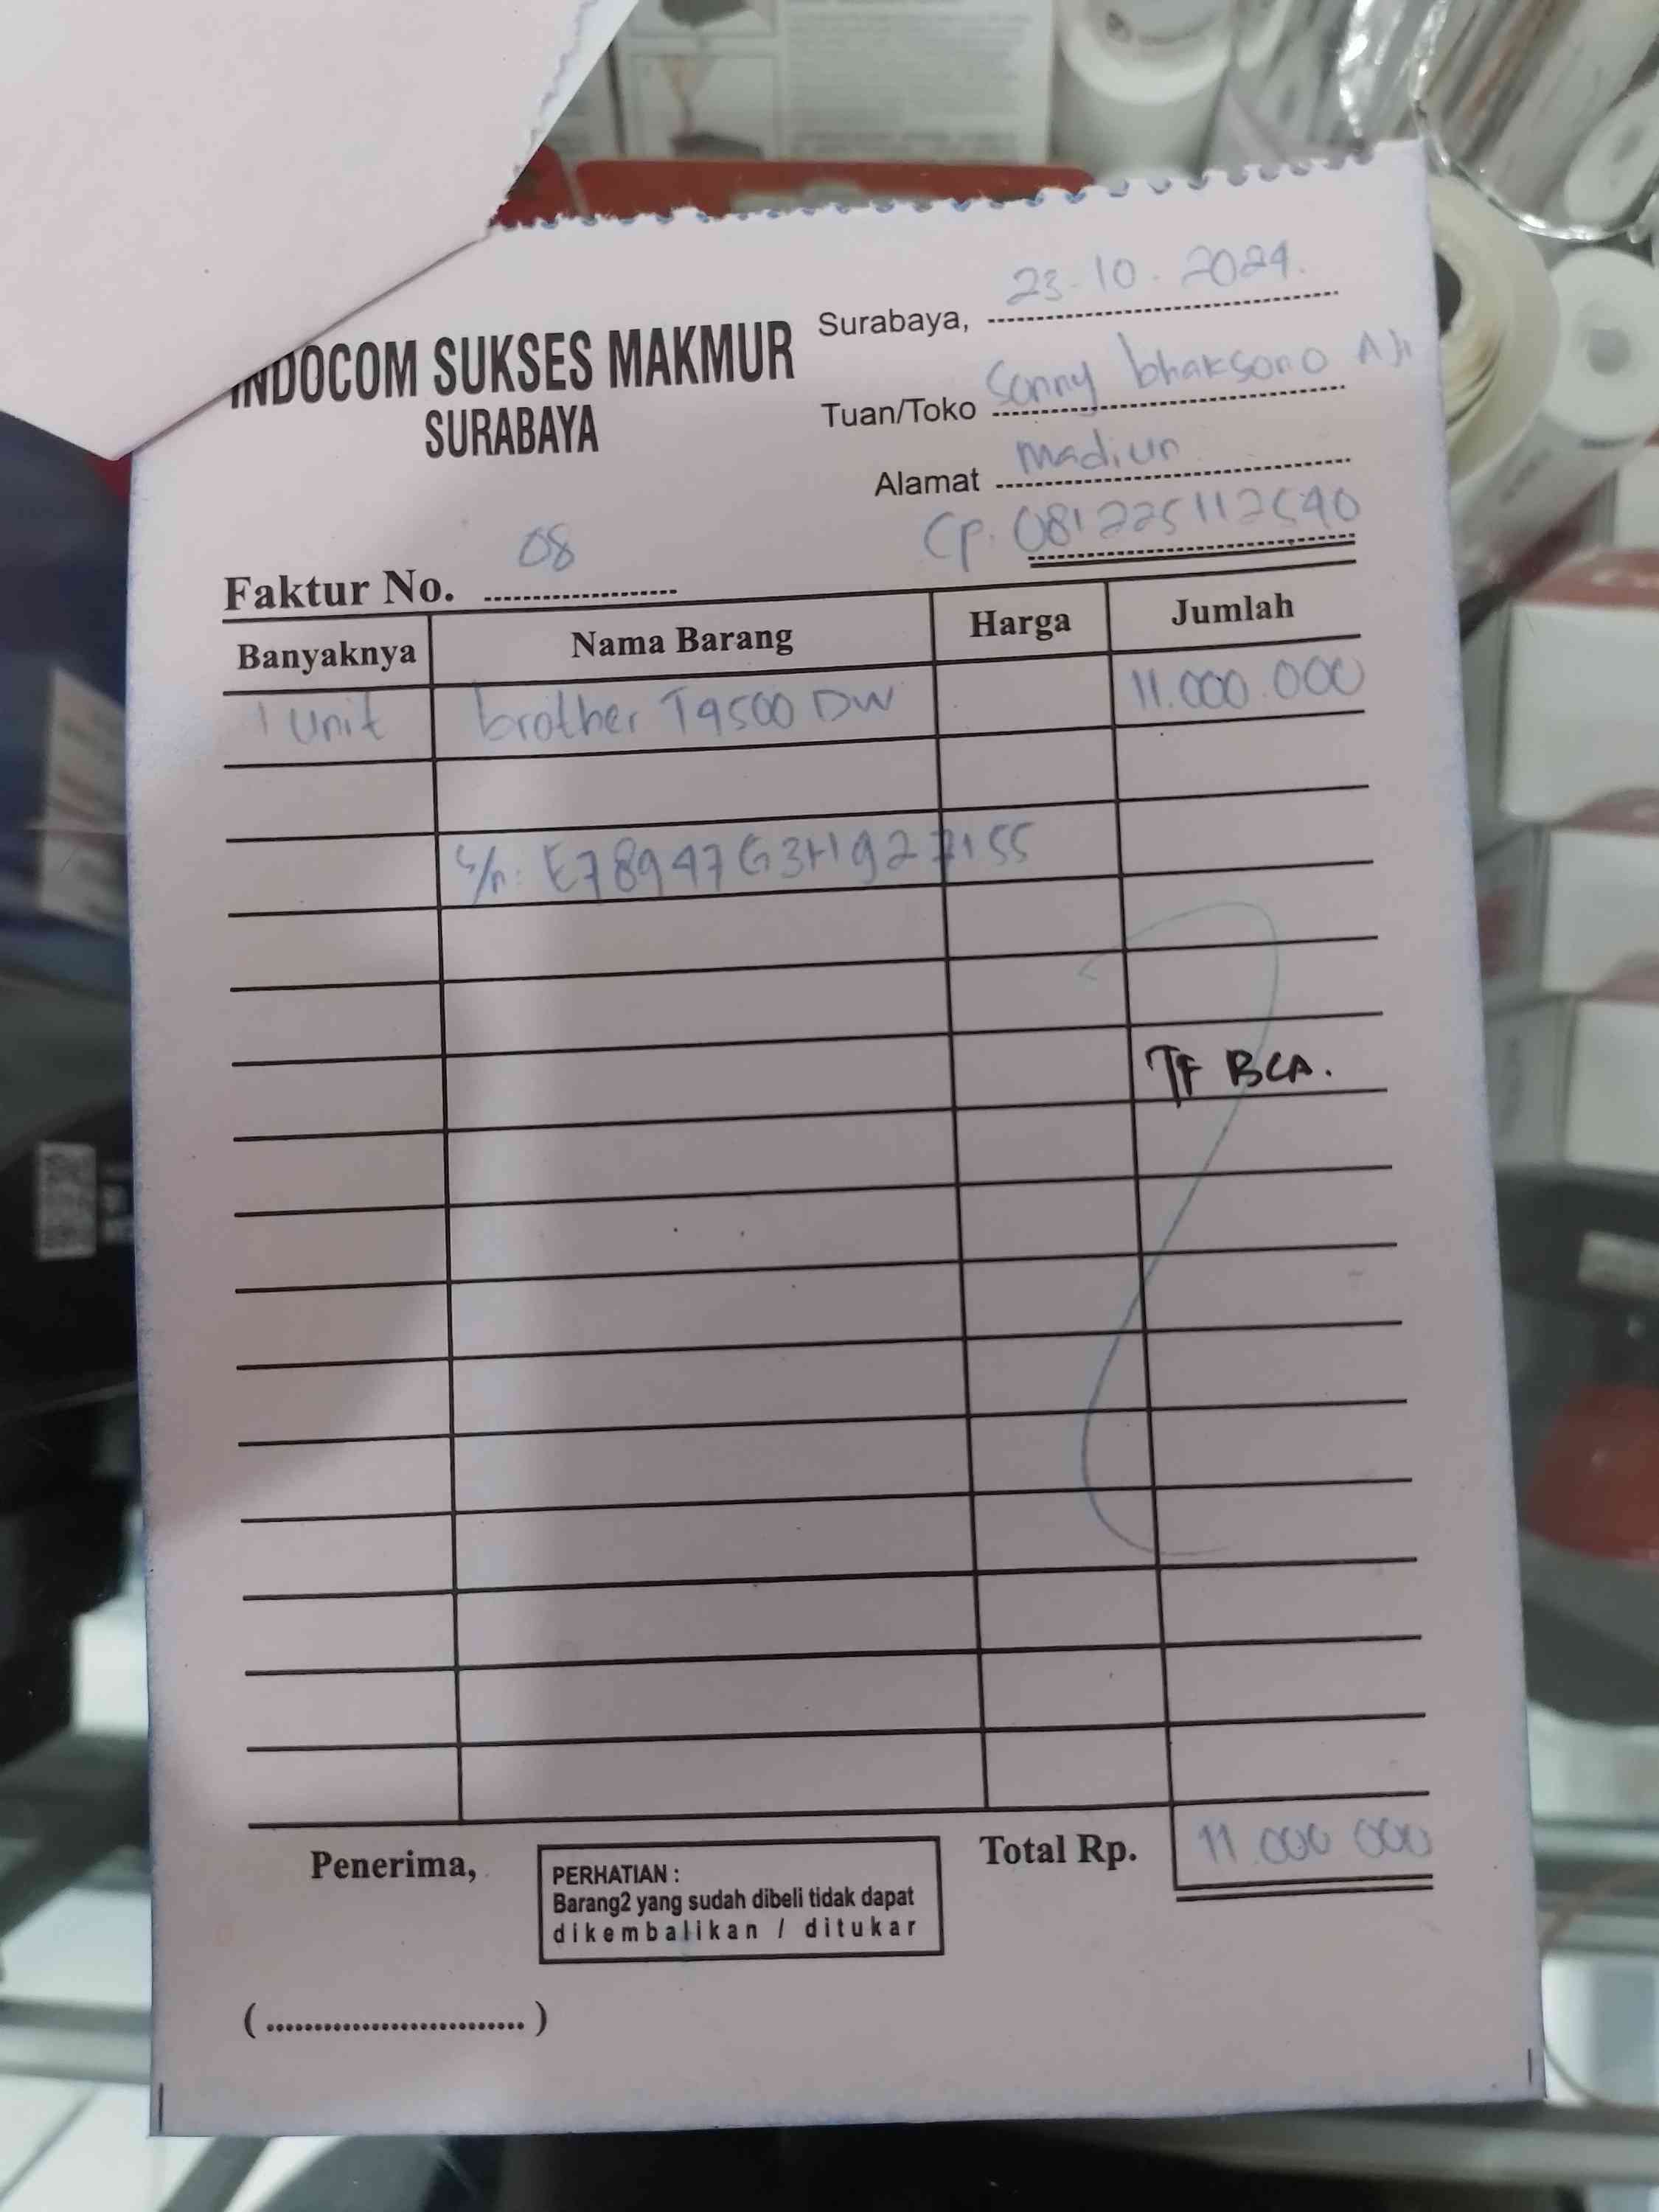 INDOCOM SUKSES MAKMUR
SURABAYA
Surabaya, 23-10-2024.
Tuan/Toko Sonny bhaksono Aji
Alamat Madiun
Cp. 081225112590
Faktur No. 08
Banyaknya Nama Barang Harga Jumlah
1 Unit brother T9500 DW 11.000.000
S/n: E78947G3H927155
TF BCA.
Penerima,
PERHATIAN :
Barang2 yang sudah dibeli tidak dapat
dikembalikan / ditukar
Total Rp. 11.000 000
(..............................)